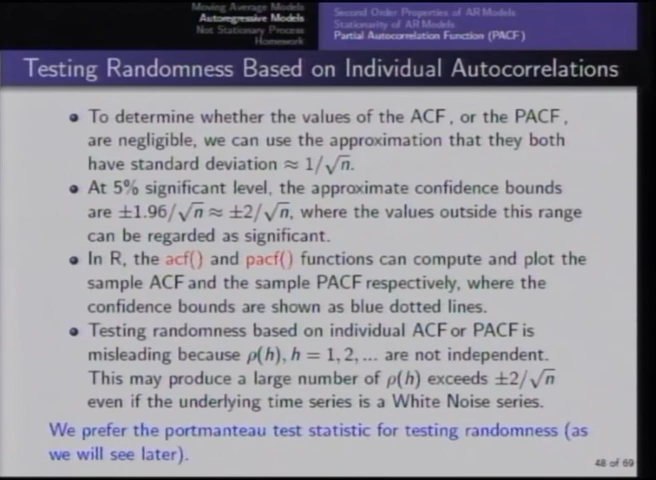 Moving Average Models
Autoregressive Models
Not Stationary Process
Homework
Second Order Properties of AR Models
Stationarity of AR Models
Partial Autocorrelation Function (PACF)
Testing Randomness Based on Individual Autocorrelations
• To determine whether the values of the ACF, or the PACF,
are negligible, we can use the approximation that they both
have standard deviation ≈ 1/√n.
• At 5% significant level, the approximate confidence bounds
are ±1.96/√n ≈ ±2/√n, where the values outside this range
can be regarded as significant.
• In R, the acf() and pacf() functions can compute and plot the
sample ACF and the sample PACF respectively, where the
confidence bounds are shown as blue dotted lines.
• Testing randomness based on individual ACF or PACF is
misleading because ρ(h), h = 1, 2, ... are not independent.
This may produce a large number of ρ(h) exceeds ±2/√n
even if the underlying time series is a White Noise series.
We prefer the portmanteau test statistic for testing randomness (as
we will see later).
48 of 69